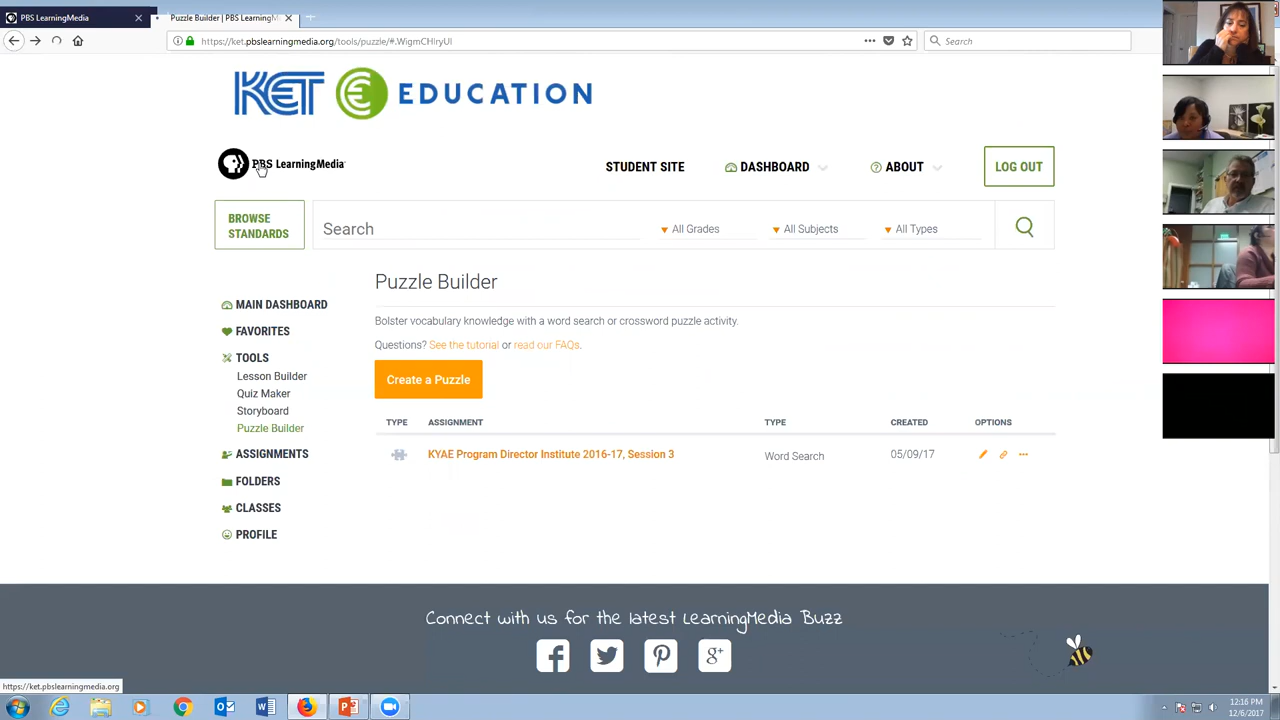 PBS LearningMedia
Puzzle Builder | PBS Learning
https://ket.pbslearningmedia.org/tools/puzzle/#.WigmCHlryUl
Search
KET EDUCATION
PBS LearningMedia
STUDENT SITE
DASHBOARD
ABOUT
LOG OUT
BROWSE
STANDARDS
Search
All Grades
All Subjects
All Types
Puzzle Builder
MAIN DASHBOARD
FAVORITES
TOOLS
Lesson Builder
Quiz Maker
Storyboard
Puzzle Builder
ASSIGNMENTS
FOLDERS
CLASSES
PROFILE
Bolster vocabulary knowledge with a word search or crossword puzzle activity.
Questions? See the tutorial or read our FAQs.
Create a Puzzle
TYPE ASSIGNMENT TYPE CREATED OPTIONS
KYAE Program Director Institute 2016-17, Session 3 Word Search 05/09/17
Connect with us for the latest LearningMedia Buzz
https://ket.pbslearningmedia.org
12:16 PM
12/6/2017